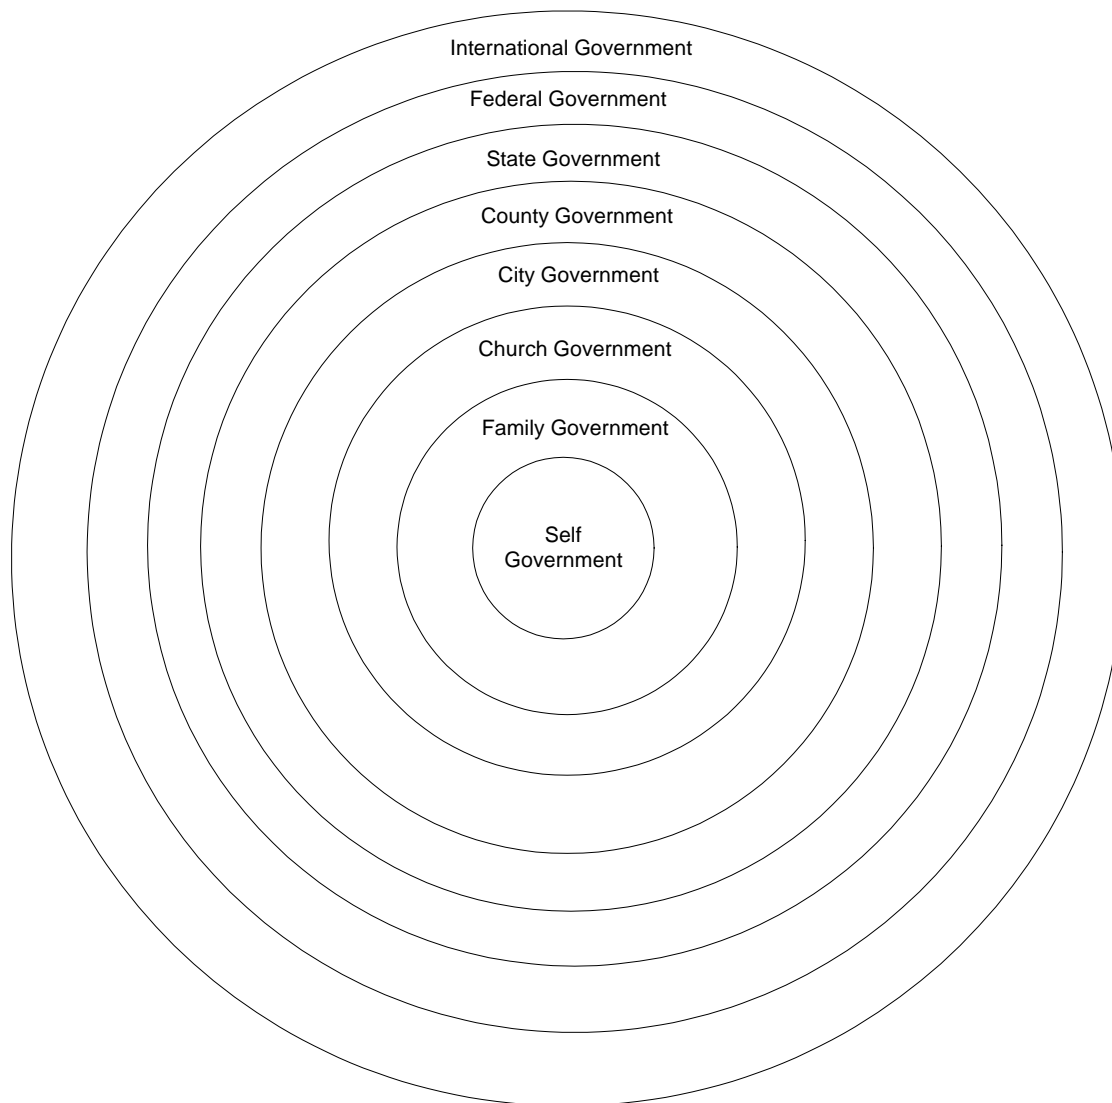 International Government
Federal Government
State Government
County Government
City Government
Church Government
Family Government
Self
Government